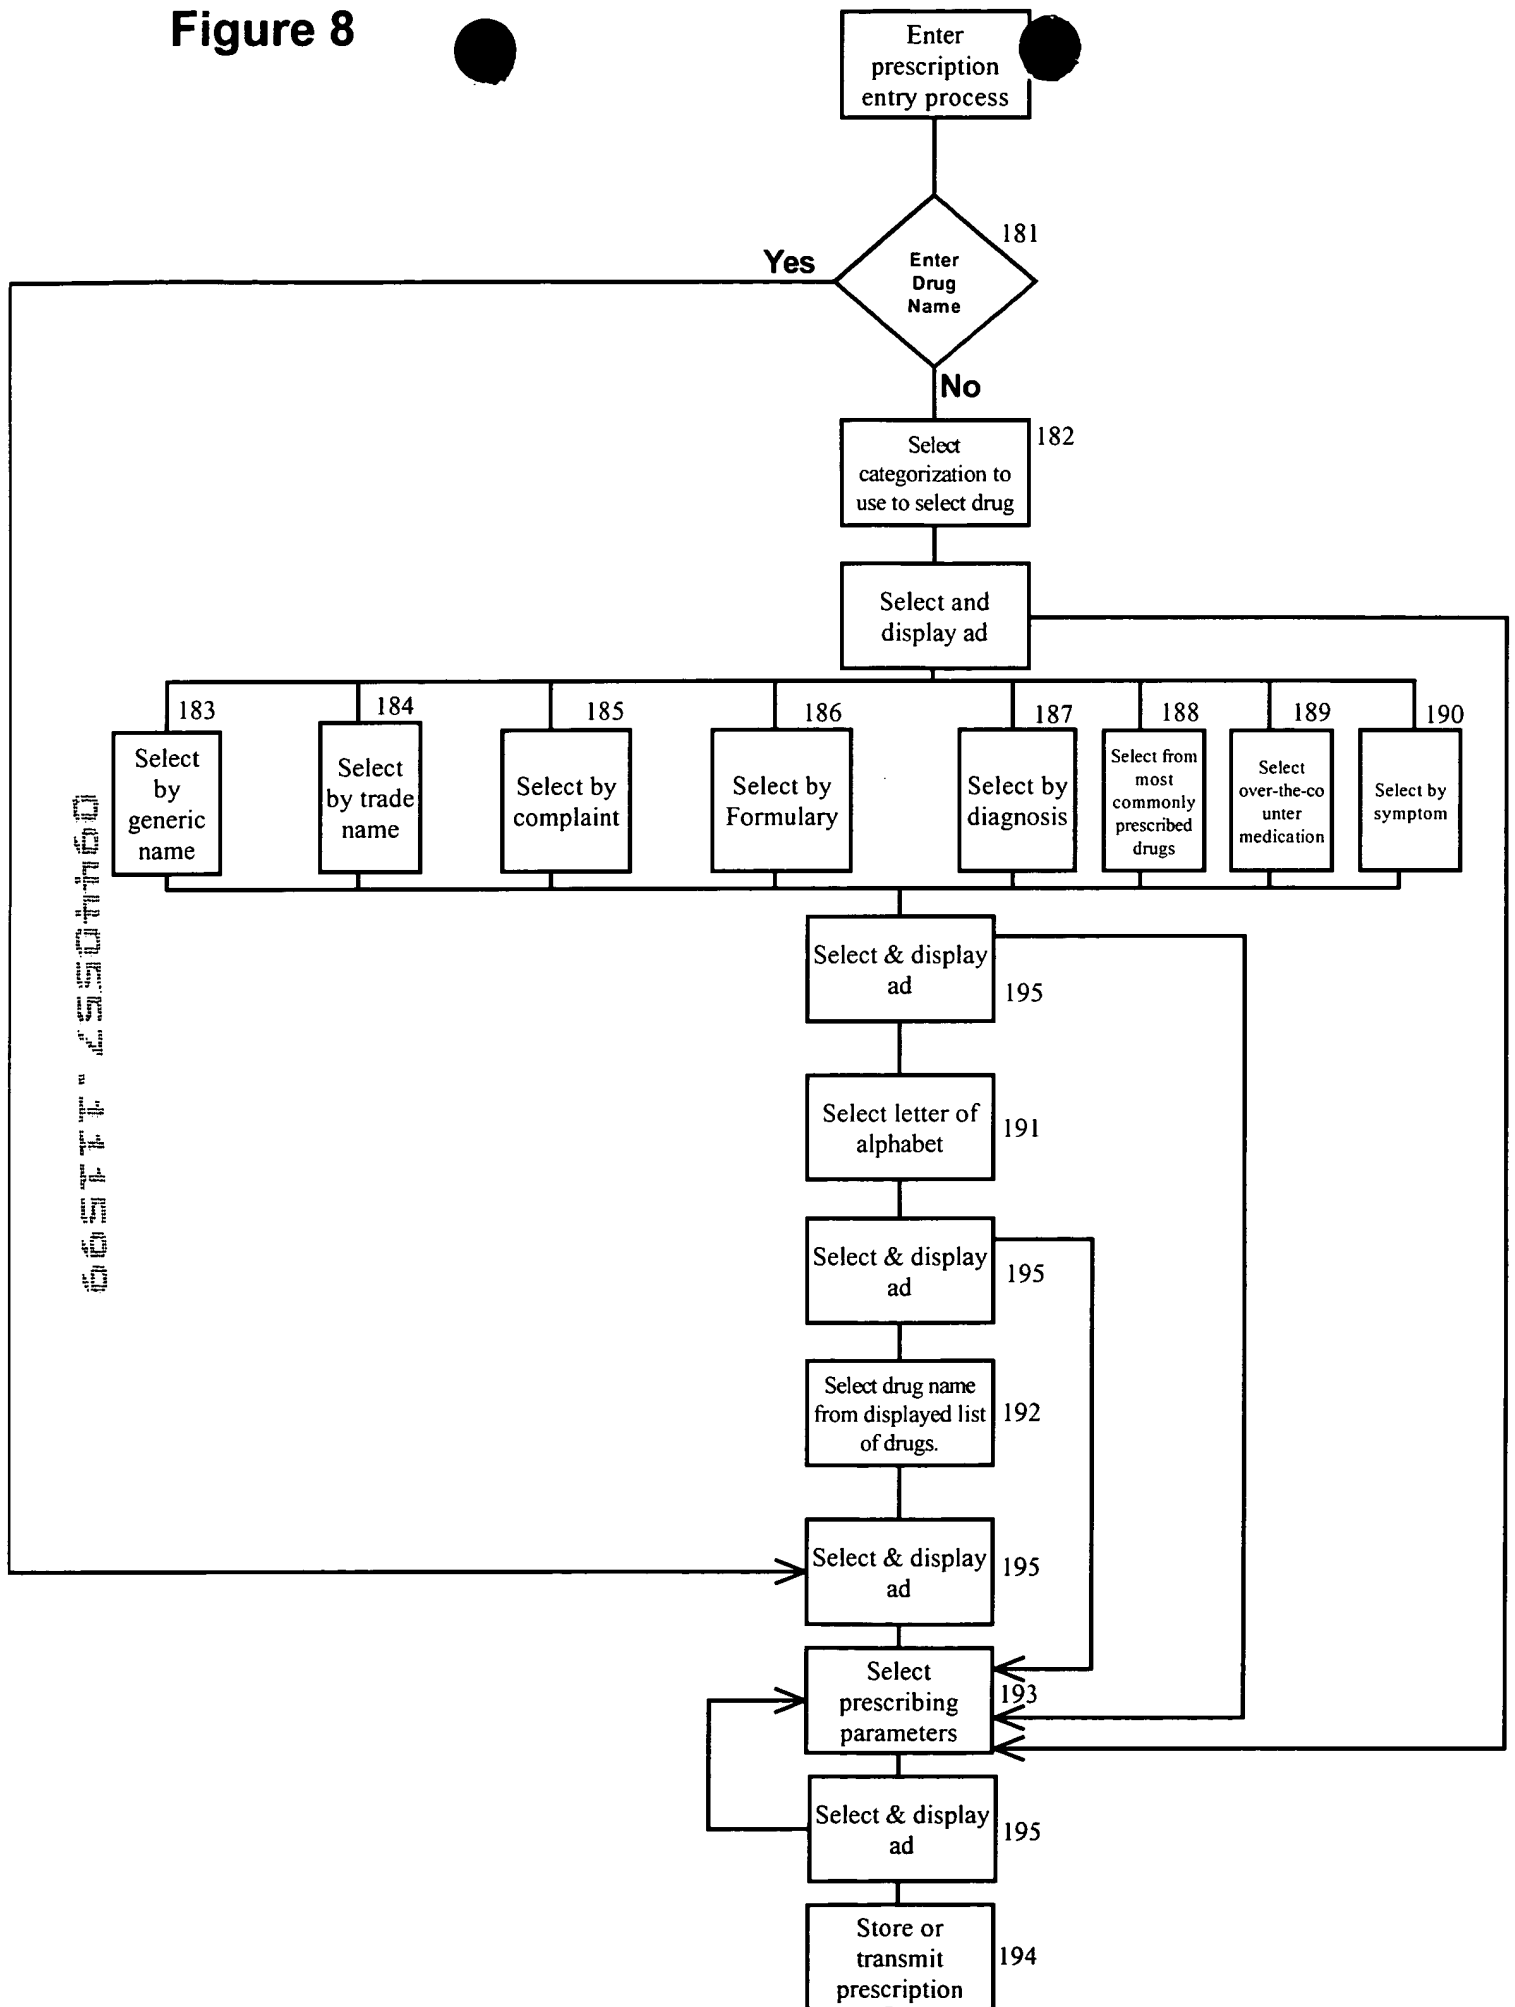 Figure 8
Enter
prescription
entry process
181
Yes
Enter
Drug
Name
No
182
Select
categorization to
use to select drug
Select and
display ad
183
184
185
186
187
188
189
190
Select
by
generic
name
Select
by trade
name
Select by
complaint
Select by
Formulary
Select by
diagnosis
Select from
most
commonly
prescribed
drugs
Select
over-the-co
unter
medication
Select by
symptom
09440557.111599
Select & display
ad
195
Select letter of
alphabet
191
Select & display
ad
195
Select drug name
from displayed list
of drugs.
192
Select & display
ad
195
Select
prescribing
parameters
193
Select & display
ad
195
Store or
transmit
prescription
194